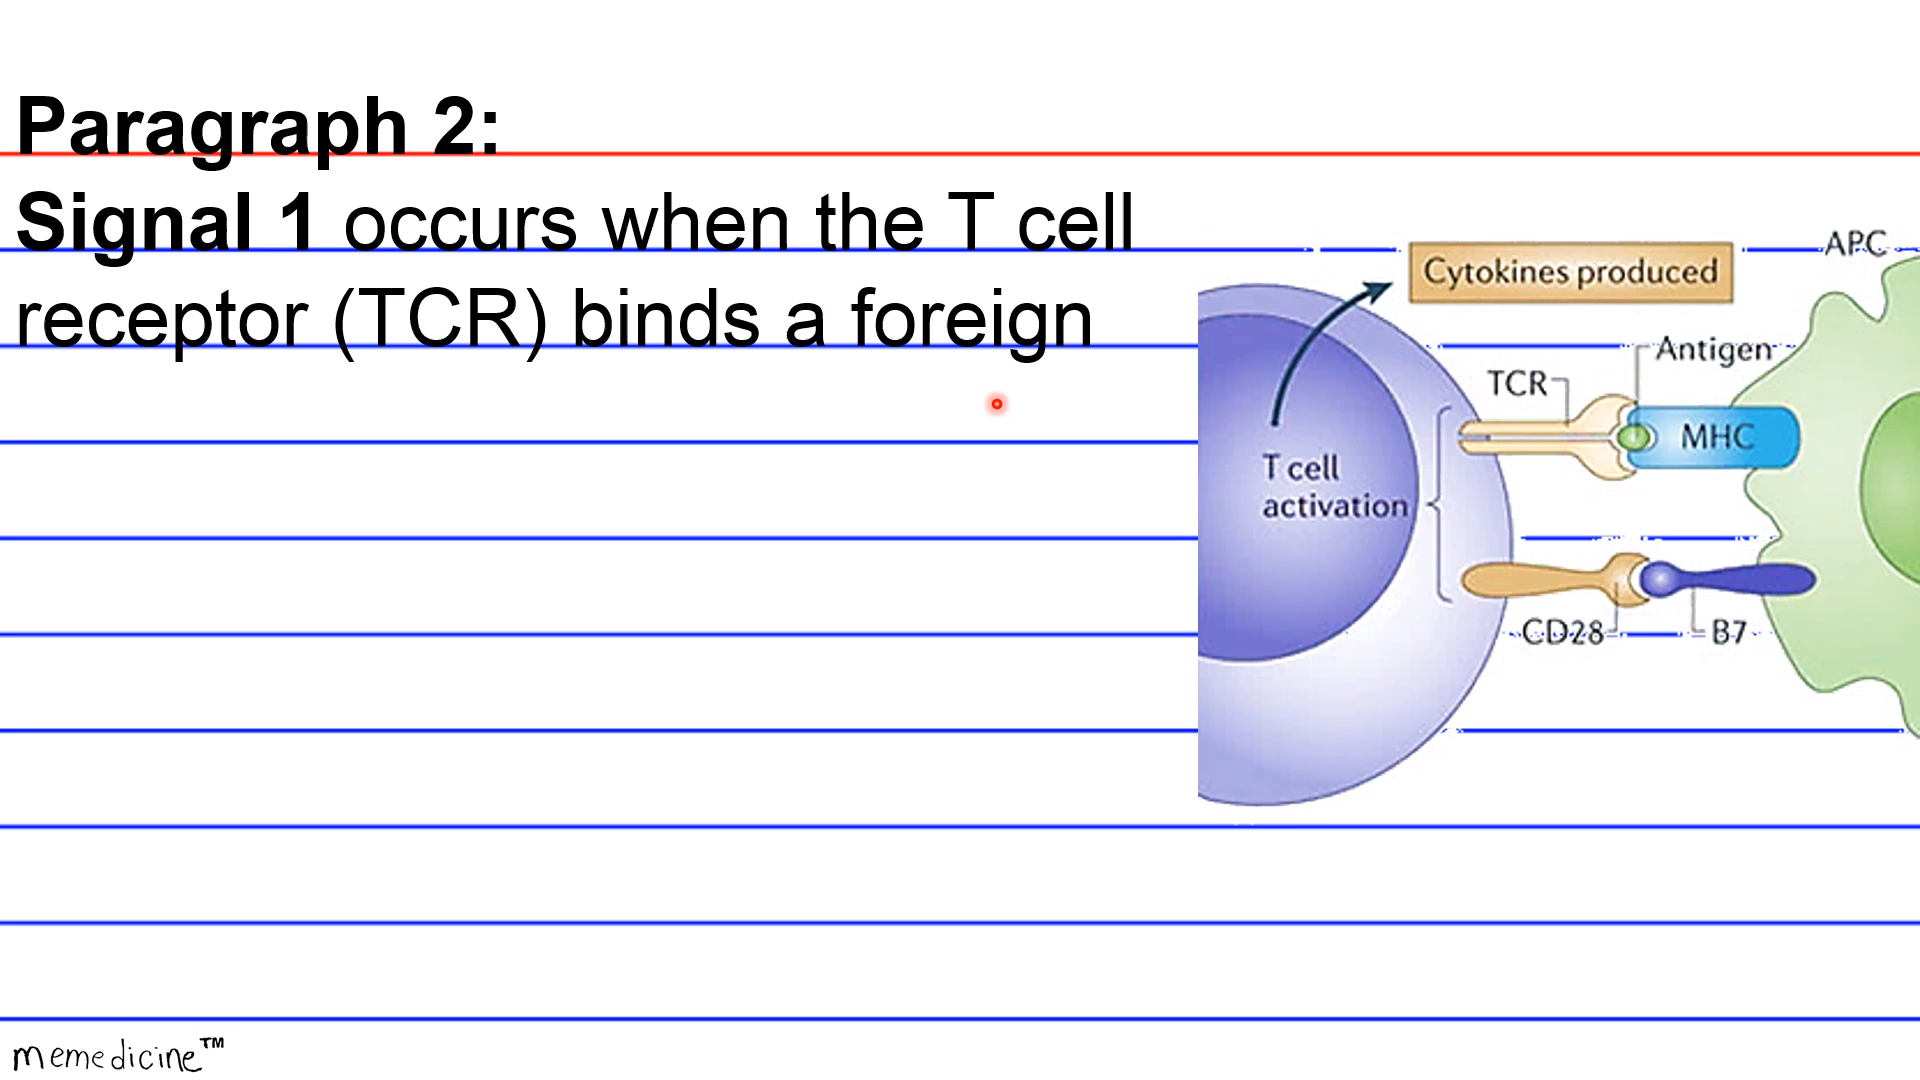 Paragraph 2:
Signal 1 occurs when the T cell
receptor (TCR) binds a foreign
APC
Cytokines produced
Antigen
TCR
MHC
T cell
activation
CD28
B7
memedicine™